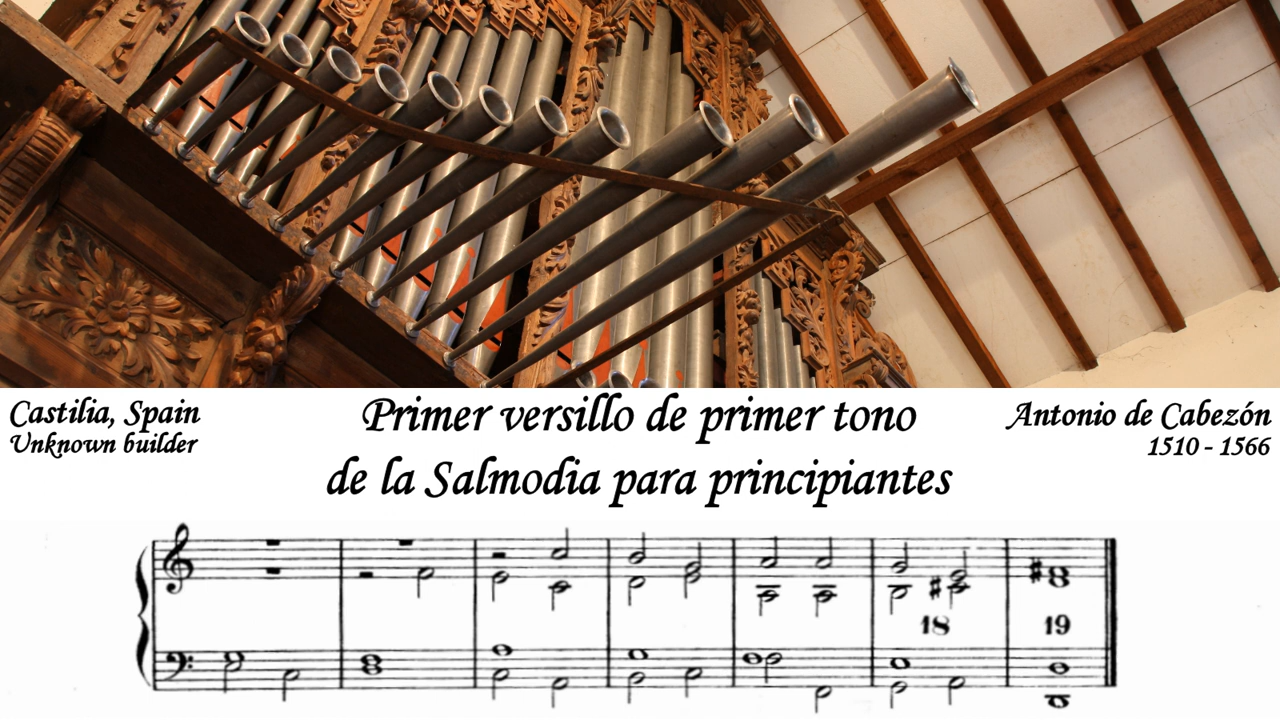 Castilia, Spain
Unknown builder
Primer versillo de primer tono
de la Salmodia para principiantes
Antonio de Cabezón
1510 - 1566
18
19